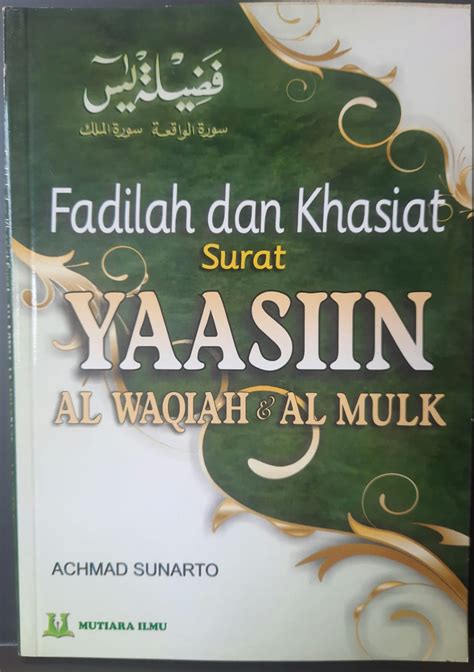 فضيلة يس
سورة الواقعة سورة الملك
Fadilah dan Khasiat
Surat
YAASIIN
AL WAQIAH & AL MULK
ACHMAD SUNARTO
MUTIARA ILMU